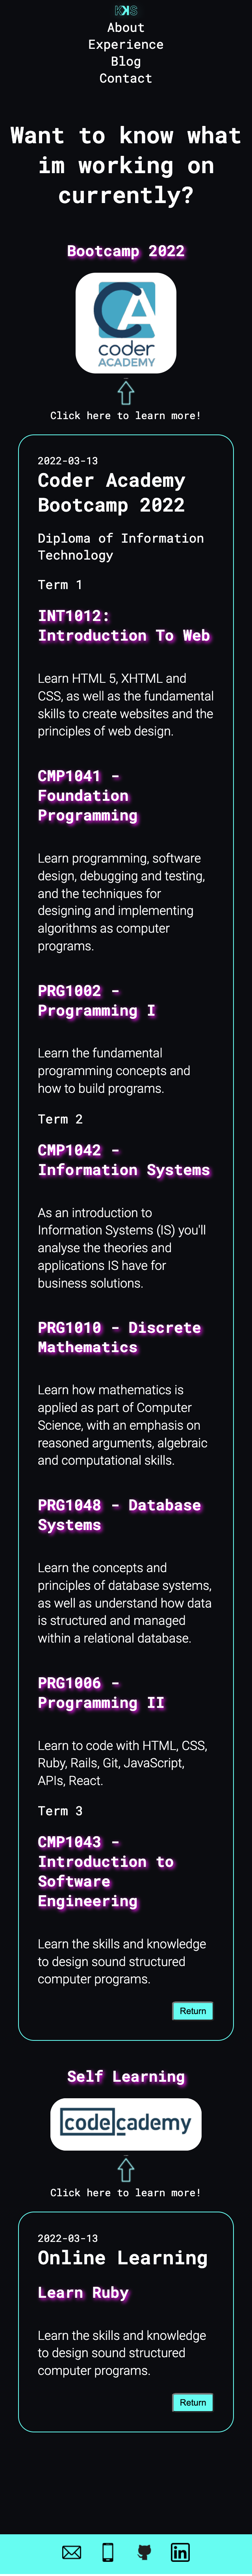 KKS
About
Experience
Blog
Contact
Want to know what
im working on
currently?
Bootcamp 2022
CA
coder
ACADEMY
Click here to learn more!
2022-03-13
Coder Academy
Bootcamp 2022
Diploma of Information
Technology
Term 1
INT1012:
Introduction To Web
Learn HTML 5, XHTML and
CSS, as well as the fundamental
skills to create websites and the
principles of web design.
CMP1041 -
Foundation
Programming
Learn programming, software
design, debugging and testing,
and the techniques for
designing and implementing
algorithms as computer
programs.
PRG1002 -
Programming I
Learn the fundamental
programming concepts and
how to build programs.
Term 2
CMP1042 -
Information Systems
As an introduction to
Information Systems (IS) you'll
analyse the theories and
applications IS have for
business solutions.
PRG1010 - Discrete
Mathematics
Learn how mathematics is
applied as part of Computer
Science, with an emphasis on
reasoned arguments, algebraic
and computational skills.
PRG1048 - Database
Systems
Learn the concepts and
principles of database systems,
as well as understand how data
is structured and managed
within a relational database.
PRG1006 -
Programming II
Learn to code with HTML, CSS,
Ruby, Rails, Git, JavaScript,
APIs, React.
Term 3
CMP1043 -
Introduction to
Software
Engineering
Learn the skills and knowledge
to design sound structured
computer programs.
Return
Self Learning
codecademy
Click here to learn more!
2022-03-13
Online Learning
Learn Ruby
Learn the skills and knowledge
to design sound structured
computer programs.
Return
in